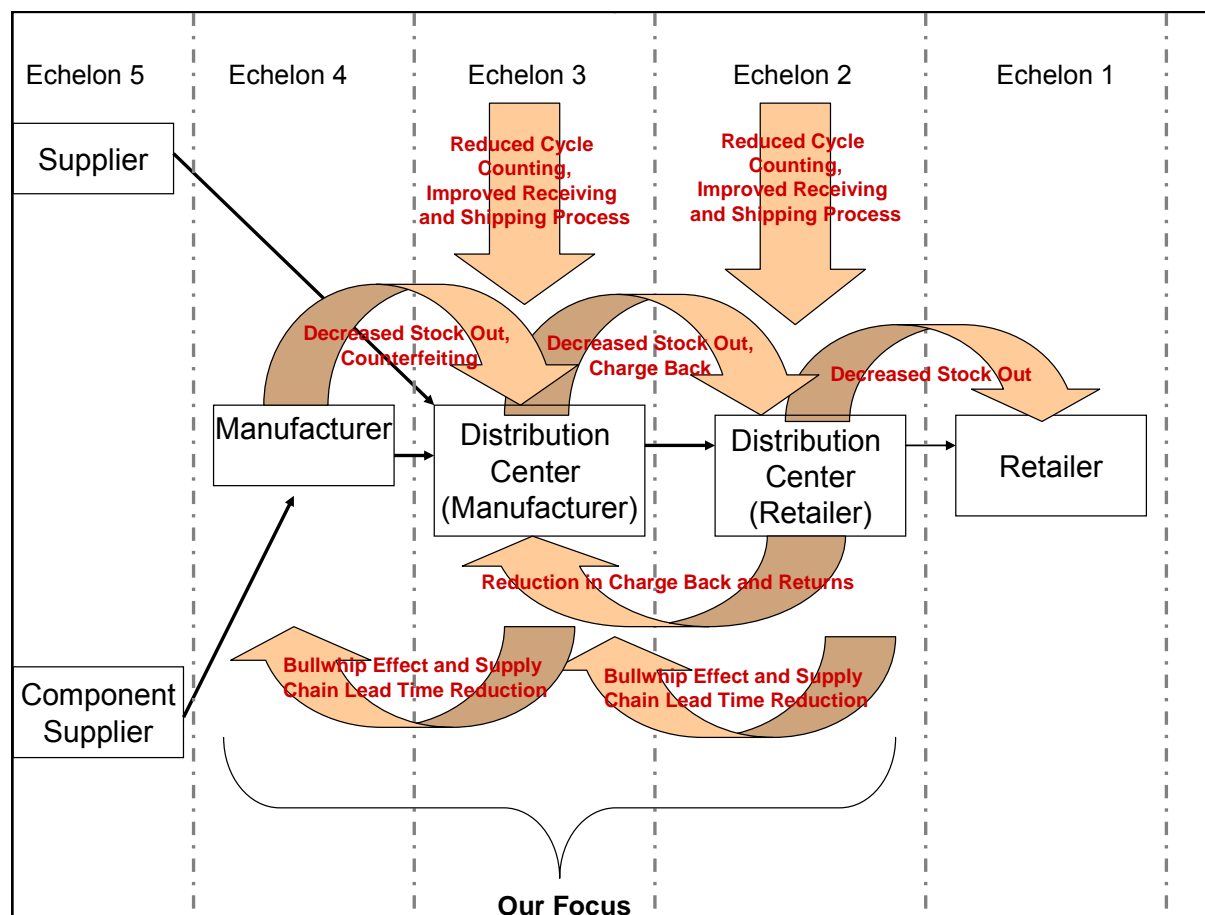 Echelon 5
Echelon 4
Echelon 3
Echelon 2
Echelon 1
Supplier
Reduced Cycle
Counting,
Improved Receiving
and Shipping Process
Reduced Cycle
Counting,
Improved Receiving
and Shipping Process
Decreased Stock Out,
Counterfeiting
Decreased Stock Out,
Charge Back
Decreased Stock Out
Manufacturer
Distribution
Center
(Manufacturer)
Distribution
Center
(Retailer)
Retailer
Reduction in Charge Back and Returns
Component
Supplier
Bullwhip Effect and Supply
Chain Lead Time Reduction
Bullwhip Effect and Supply
Chain Lead Time Reduction
Our Focus